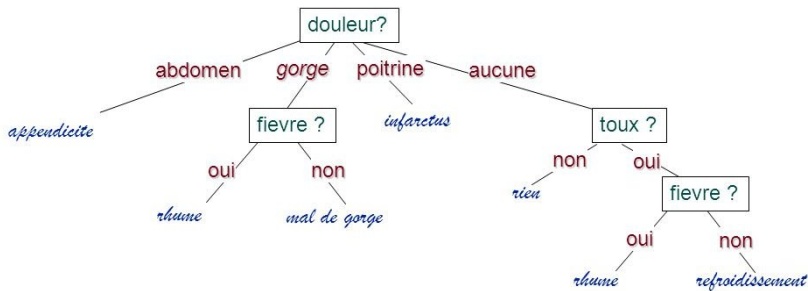 douleur?
abdomen gorge poitrine aucune
appendicite fievre ? infarctus toux ?
oui non non oui
rhume mal de gorge rien fievre ?
oui non
rhume refroidissement